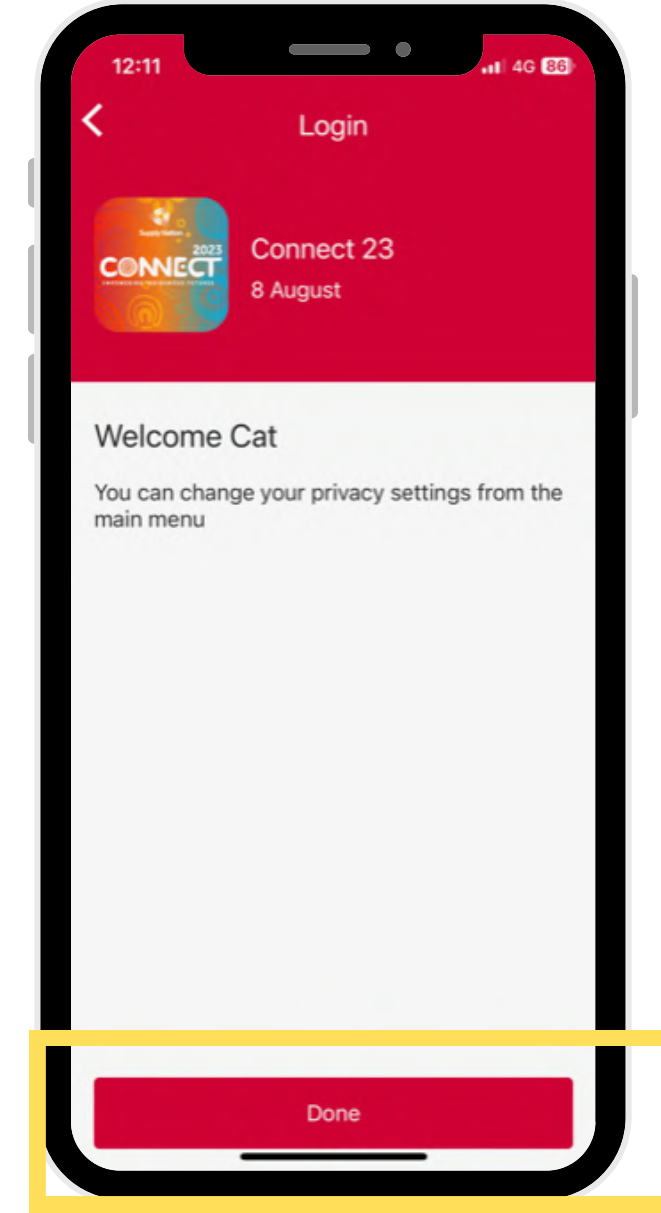 12:11
4G 86
Login
Supply Nation
2023
CONNECT
Connect 23
8 August
Welcome Cat
You can change your privacy settings from the
main menu
Done